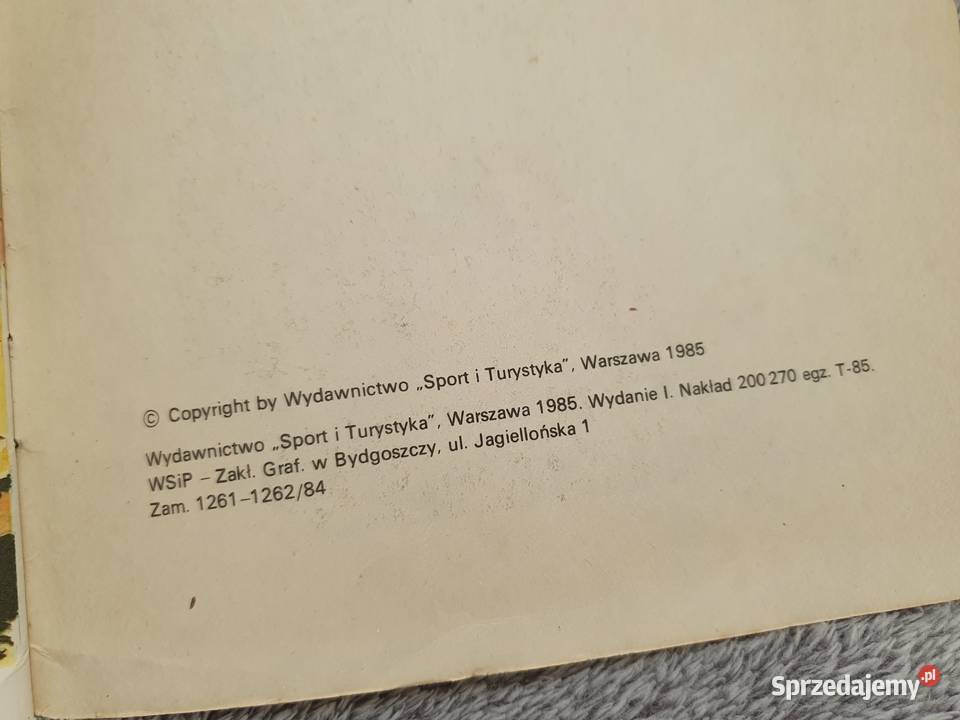 © Copyright by Wydawnictwo „Sport i Turystyka”, Warszawa 1985
Wydawnictwo „Sport i Turystyka”, Warszawa 1985. Wydanie I. Nakład 200 270 egz. T-85.
WSiP – Zakł. Graf. w Bydgoszczy, ul. Jagiellońska 1
Zam. 1261–1262/84
Sprzedajemy.pl